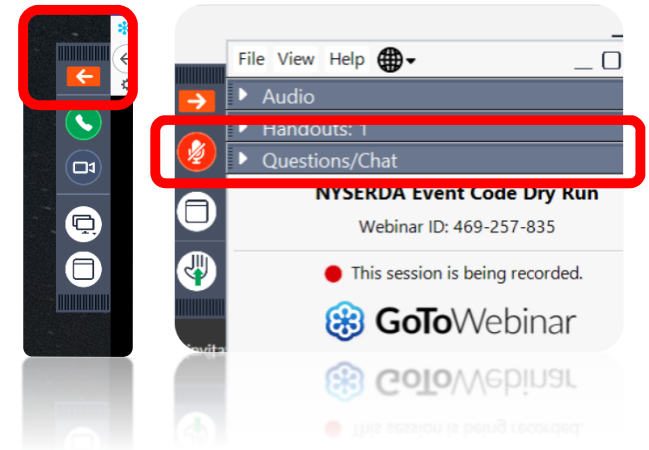 File View Help
Audio
Handouts: 1
Questions/Chat
NYSERDA Event Code Dry Run
Webinar ID: 469-257-835
This session is being recorded.
GoToWebinar